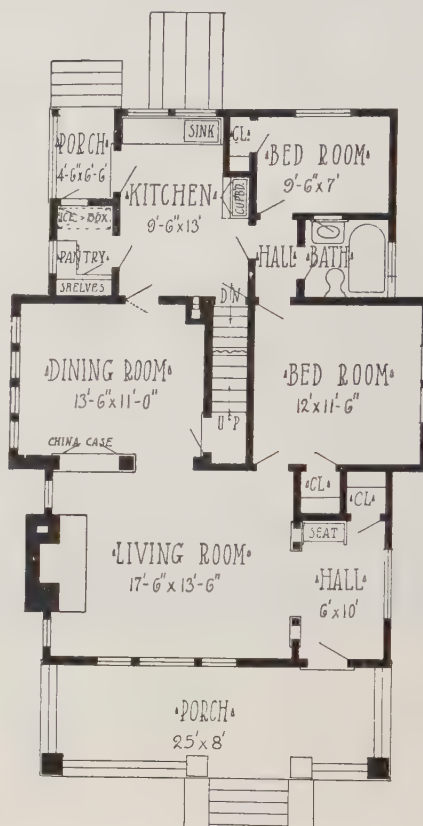 PORCH
4'-6"x6'-6'
SINK
CL
BED ROOM
9'-6"x7'
KITCHEN
9'-6"x13'
CUPBD.
ICE-BOX
PANTRY
SHELVES
HALL
BATH
DN
DINING ROOM
13'-6"x11'-0"
UP
BED ROOM
12'x11'-6"
CHINA CASE
CL
CL
SEAT
LIVING ROOM
17'-6"x13'-6"
HALL
6'x10'
PORCH
25'x8'